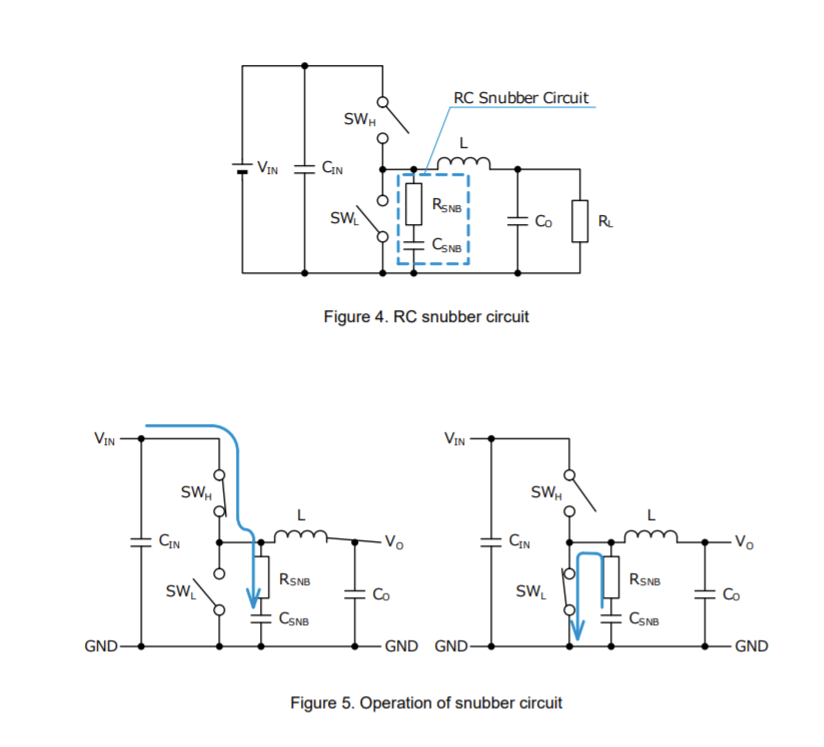 RC Snubber Circuit
SWH
L
VIN
CIN
RSNB
SWL
CO
RL
CSNB
Figure 4. RC snubber circuit
VIN
SWH
L
CIN
VO
RSNB
SWL
CO
CSNB
GND
GND
VIN
SWH
L
CIN
VO
RSNB
SWL
CO
CSNB
GND
GND
Figure 5. Operation of snubber circuit